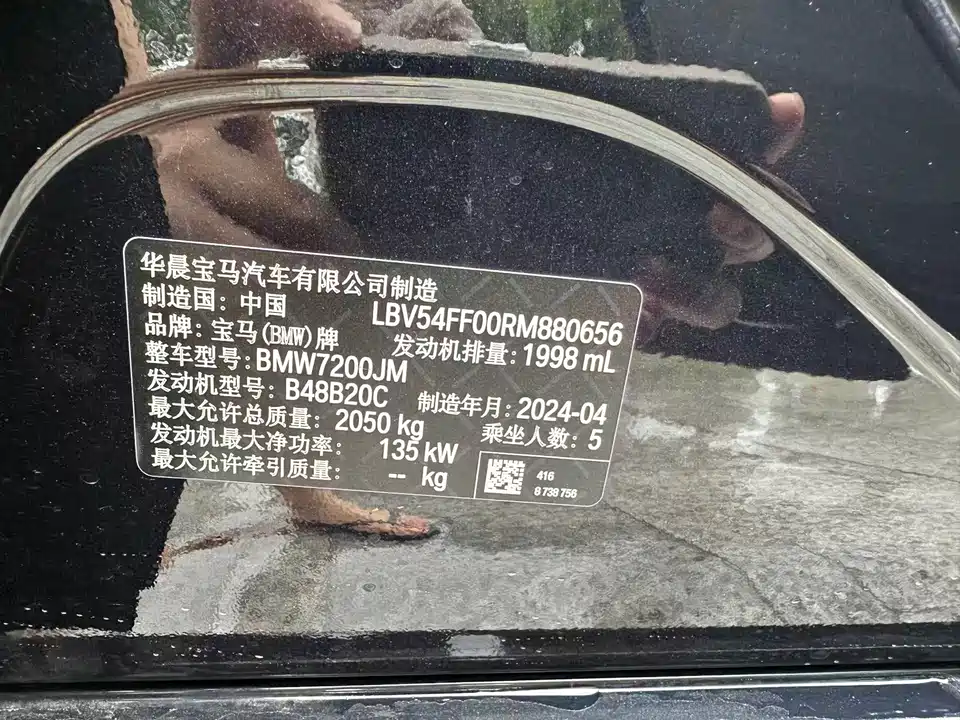 华晨宝马汽车有限公司制造
制造国：中国 LBV54FF00RM880656
品牌：宝马(BMW)牌 发动机排量：1998 mL
整车型号：BMW7200JM
发动机型号：B48B20C 制造年月：2024-04
最大允许总质量：2050 kg 乘坐人数：5
发动机最大净功率：135 kW
最大允许牵引质量：-- kg
416
8 738 756